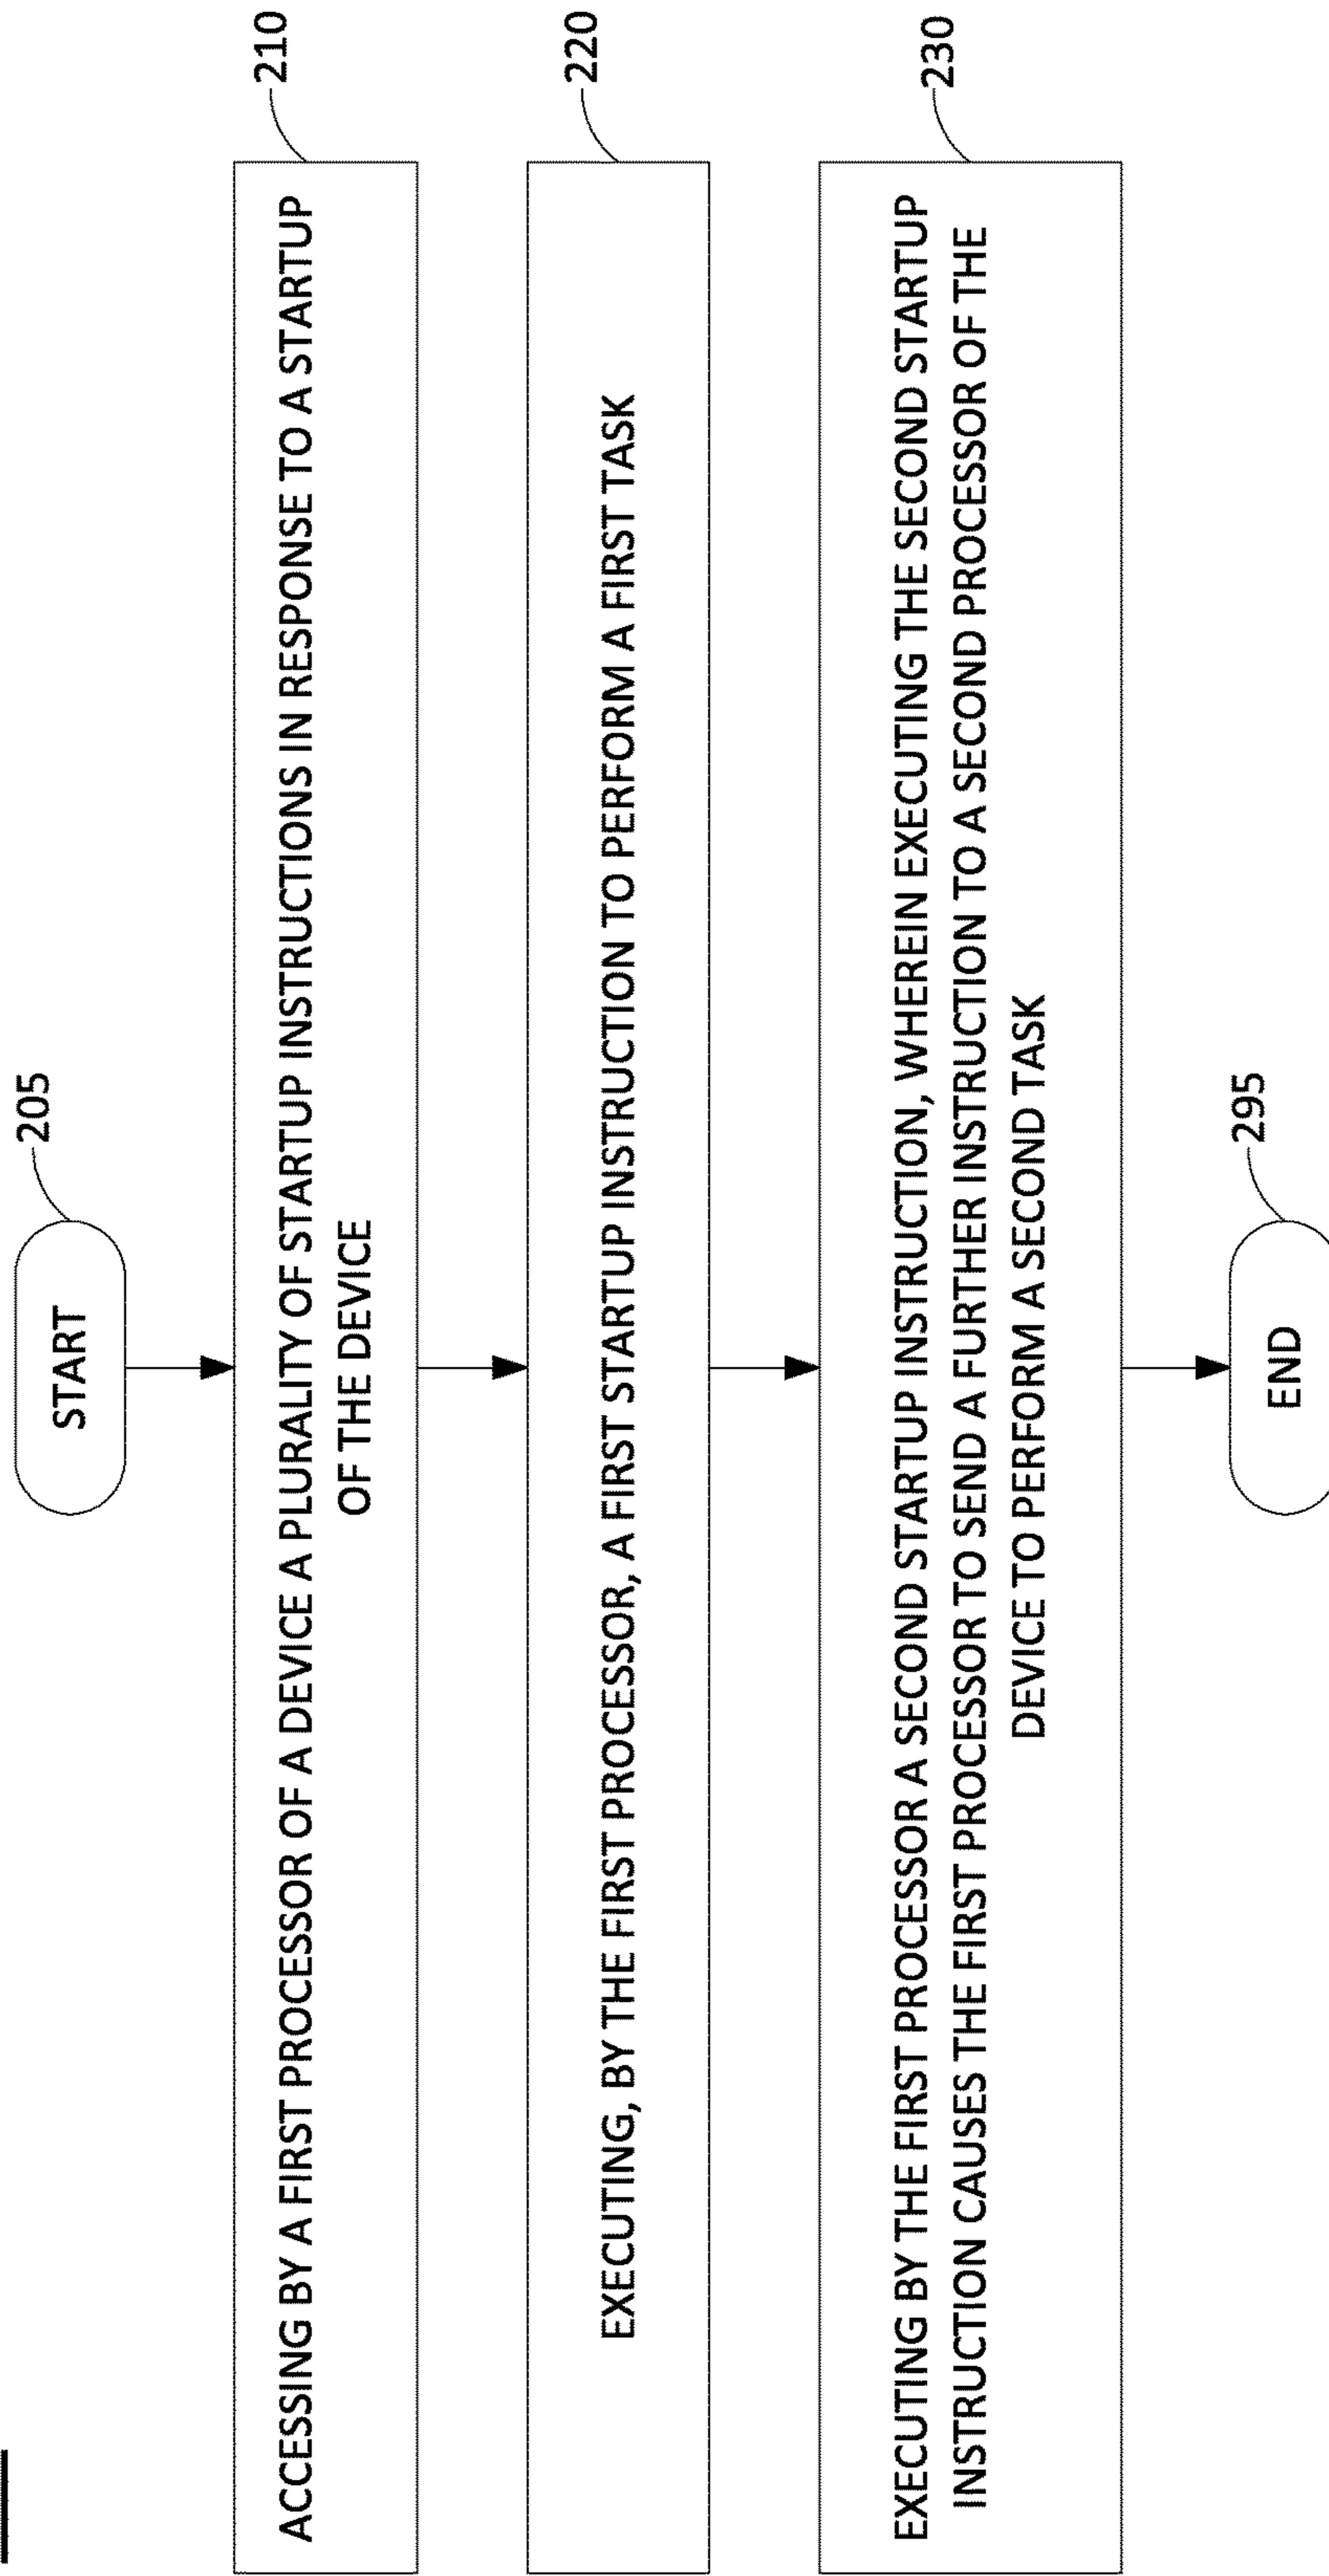 205
START
210
ACCESSING BY A FIRST PROCESSOR OF A DEVICE A PLURALITY OF STARTUP INSTRUCTIONS IN RESPONSE TO A STARTUP
OF THE DEVICE
220
EXECUTING, BY THE FIRST PROCESSOR, A FIRST STARTUP INSTRUCTION TO PERFORM A FIRST TASK
230
EXECUTING BY THE FIRST PROCESSOR A SECOND STARTUP INSTRUCTION, WHEREIN EXECUTING THE SECOND STARTUP
INSTRUCTION CAUSES THE FIRST PROCESSOR TO SEND A FURTHER INSTRUCTION TO A SECOND PROCESSOR OF THE
DEVICE TO PERFORM A SECOND TASK
295
END